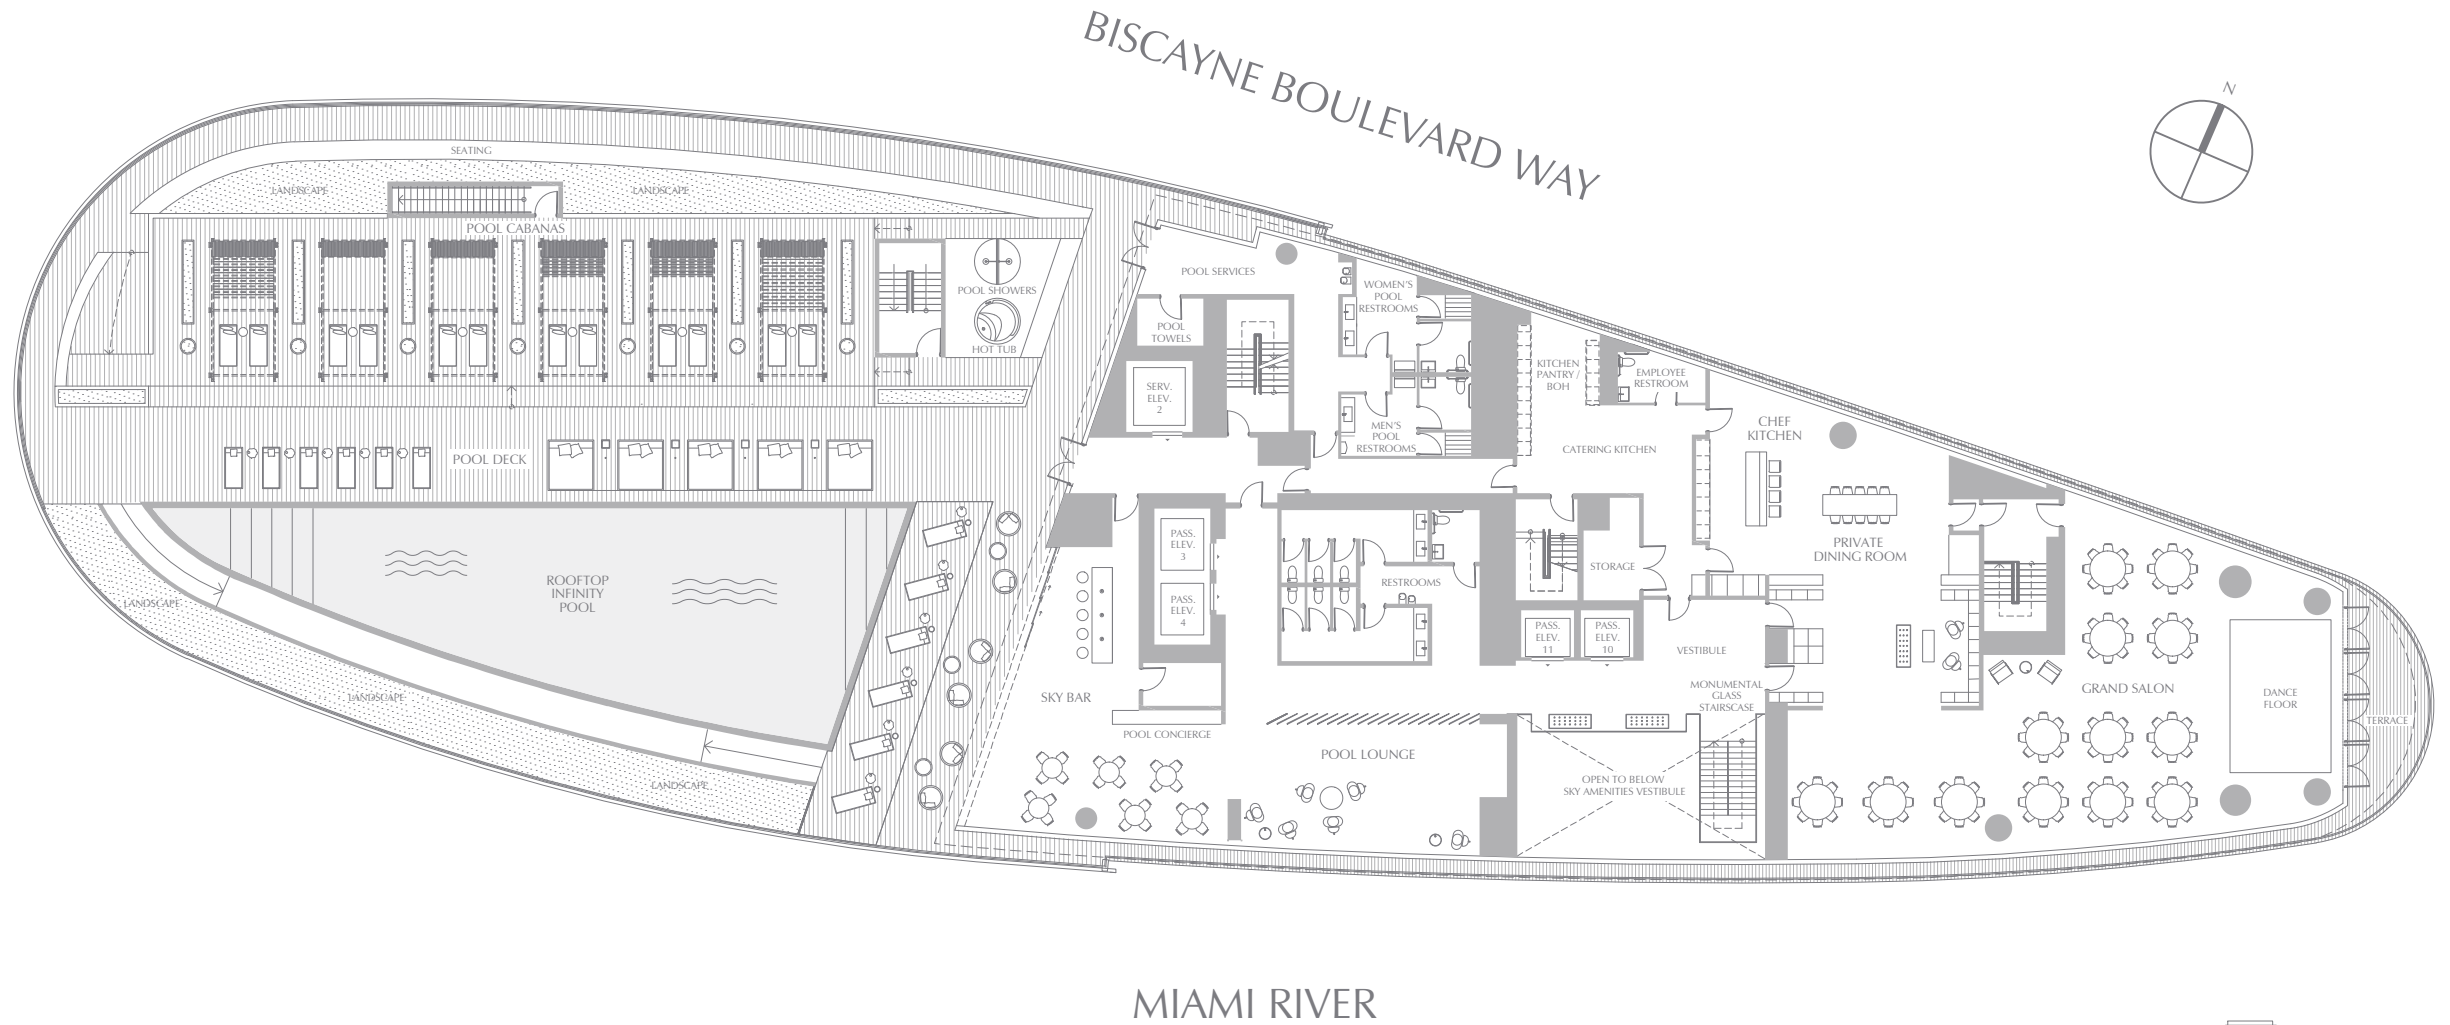 BISCAYNE BOULEVARD WAY
N
SEATING
LANDSCAPE
LANDSCAPE
POOL CABANAS
POOL SHOWERS
HOT TUB
POOL SERVICES
POOL
TOWELS
SERV.
ELEV.
2
WOMEN'S
POOL
RESTROOMS
MEN'S
POOL
RESTROOMS
KITCHEN
PANTRY /
BOH
EMPLOYEE
RESTROOM
CATERING KITCHEN
CHEF
KITCHEN
PRIVATE
DINING ROOM
POOL DECK
ROOFTOP
INFINITY
POOL
LANDSCAPE
LANDSCAPE
LANDSCAPE
PASS.
ELEV.
3
PASS.
ELEV.
4
SKY BAR
POOL CONCIERGE
RESTROOMS
STORAGE
PASS.
ELEV.
11
PASS.
ELEV.
10
VESTIBULE
MONUMENTAL
GLASS
STAIRSCASE
POOL LOUNGE
OPEN TO BELOW
SKY AMENITIES VESTIBULE
GRAND SALON
DANCE
FLOOR
TERRACE
MIAMI RIVER